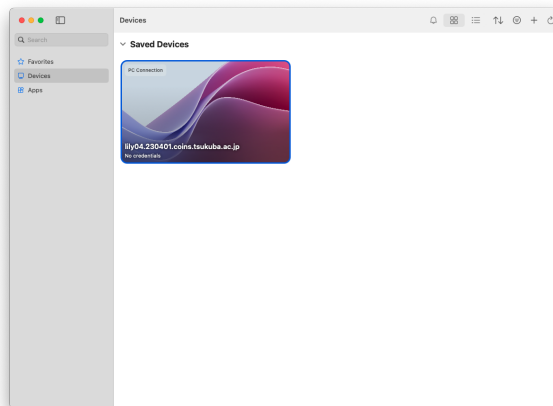 Devices
Search
Saved Devices
Favorites
Devices
Apps
PC Connection
lily04.230401.coins.tsukuba.ac.jp
No credentials